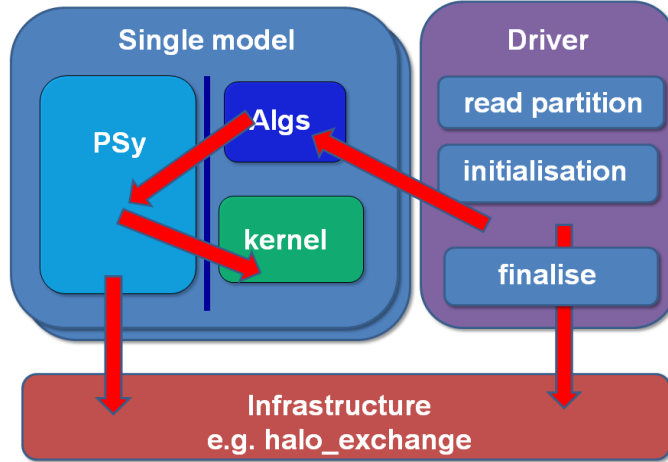 Single model
PSy
Algs
kernel
Driver
read partition
initialisation
finalise
Infrastructure
e.g. halo_exchange